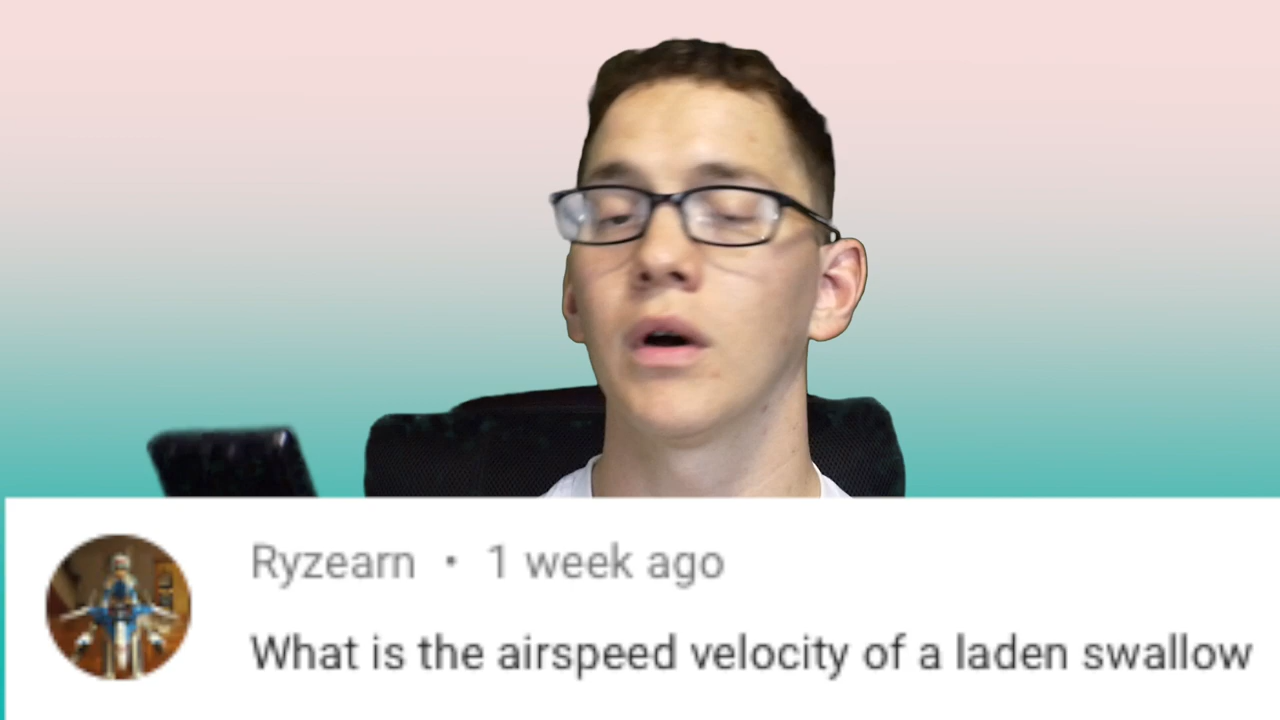 Ryzearn • 1 week ago
What is the airspeed velocity of a laden swallow